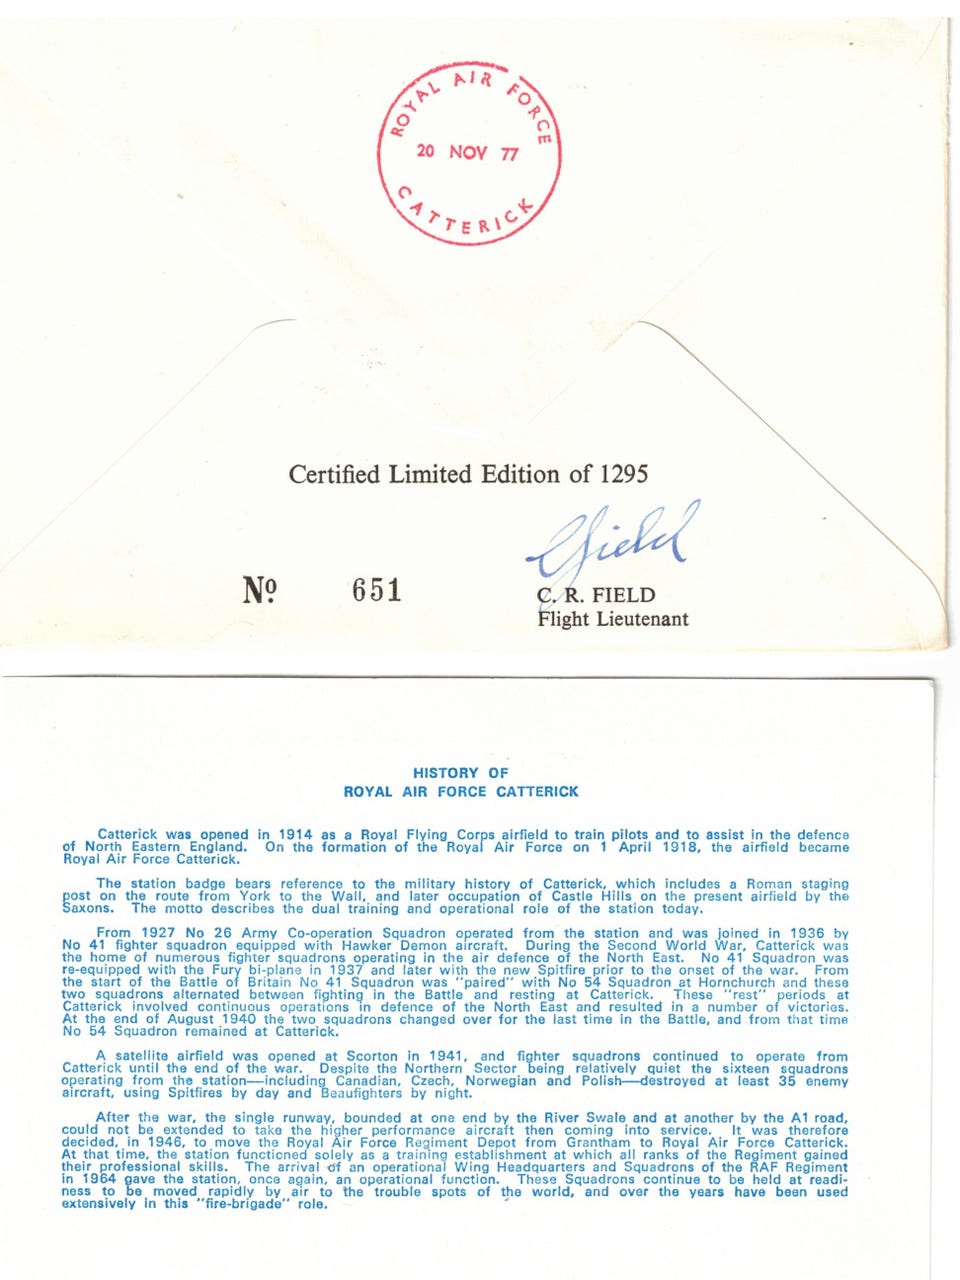 ROYAL AIR FORCE
20 NOV 77
CATTERICK
Certified Limited Edition of 1295
CField
Nº 651
C. R. FIELD
Flight Lieutenant
HISTORY OF
ROYAL AIR FORCE CATTERICK
Catterick was opened in 1914 as a Royal Flying Corps airfield to train pilots and to assist in the defence
of North Eastern England. On the formation of the Royal Air Force on 1 April 1918, the airfield became
Royal Air Force Catterick.
The station badge bears reference to the military history of Catterick, which includes a Roman staging
post on the route from York to the Wall, and later occupation of Castle Hills on the present airfield by the
Saxons. The motto describes the dual training and operational role of the station today.
From 1927 No 26 Army Co-operation Squadron operated from the station and was joined in 1936 by
No 41 fighter squadron equipped with Hawker Demon aircraft. During the Second World War, Catterick was
the home of numerous fighter squadrons operating in the air defence of the North East. No 41 Squadron was
re-equipped with the Fury bi-plane in 1937 and later with the new Spitfire prior to the onset of the war. From
the start of the Battle of Britain No 41 Squadron was "paired" with No 54 Squadron at Hornchurch and these
two squadrons alternated between fighting in the Battle and resting at Catterick. These "rest" periods at
Catterick involved continuous operations in defence of the North East and resulted in a number of victories.
At the end of August 1940 the two squadrons changed over for the last time in the Battle, and from that time
No 54 Squadron remained at Catterick.
A satellite airfield was opened at Scorton in 1941, and fighter squadrons continued to operate from
Catterick until the end of the war. Despite the Northern Sector being relatively quiet the sixteen squadrons
operating from the station—including Canadian, Czech, Norwegian and Polish—destroyed at least 35 enemy
aircraft, using Spitfires by day and Beaufighters by night.
After the war, the single runway, bounded at one end by the River Swale and at another by the A1 road,
could not be extended to take the higher performance aircraft then coming into service. It was therefore
decided, in 1946, to move the Royal Air Force Regiment Depot from Grantham to Royal Air Force Catterick.
At that time, the station functioned solely as a training establishment at which all ranks of the Regiment gained
their professional skills. The arrival of an operational Wing Headquarters and Squadrons of the RAF Regiment
in 1964 gave the station, once again, an operational function. These Squadrons continue to be held at readi-
ness to be moved rapidly by air to the trouble spots of the world, and over the years have been used
extensively in this "fire-brigade" role.